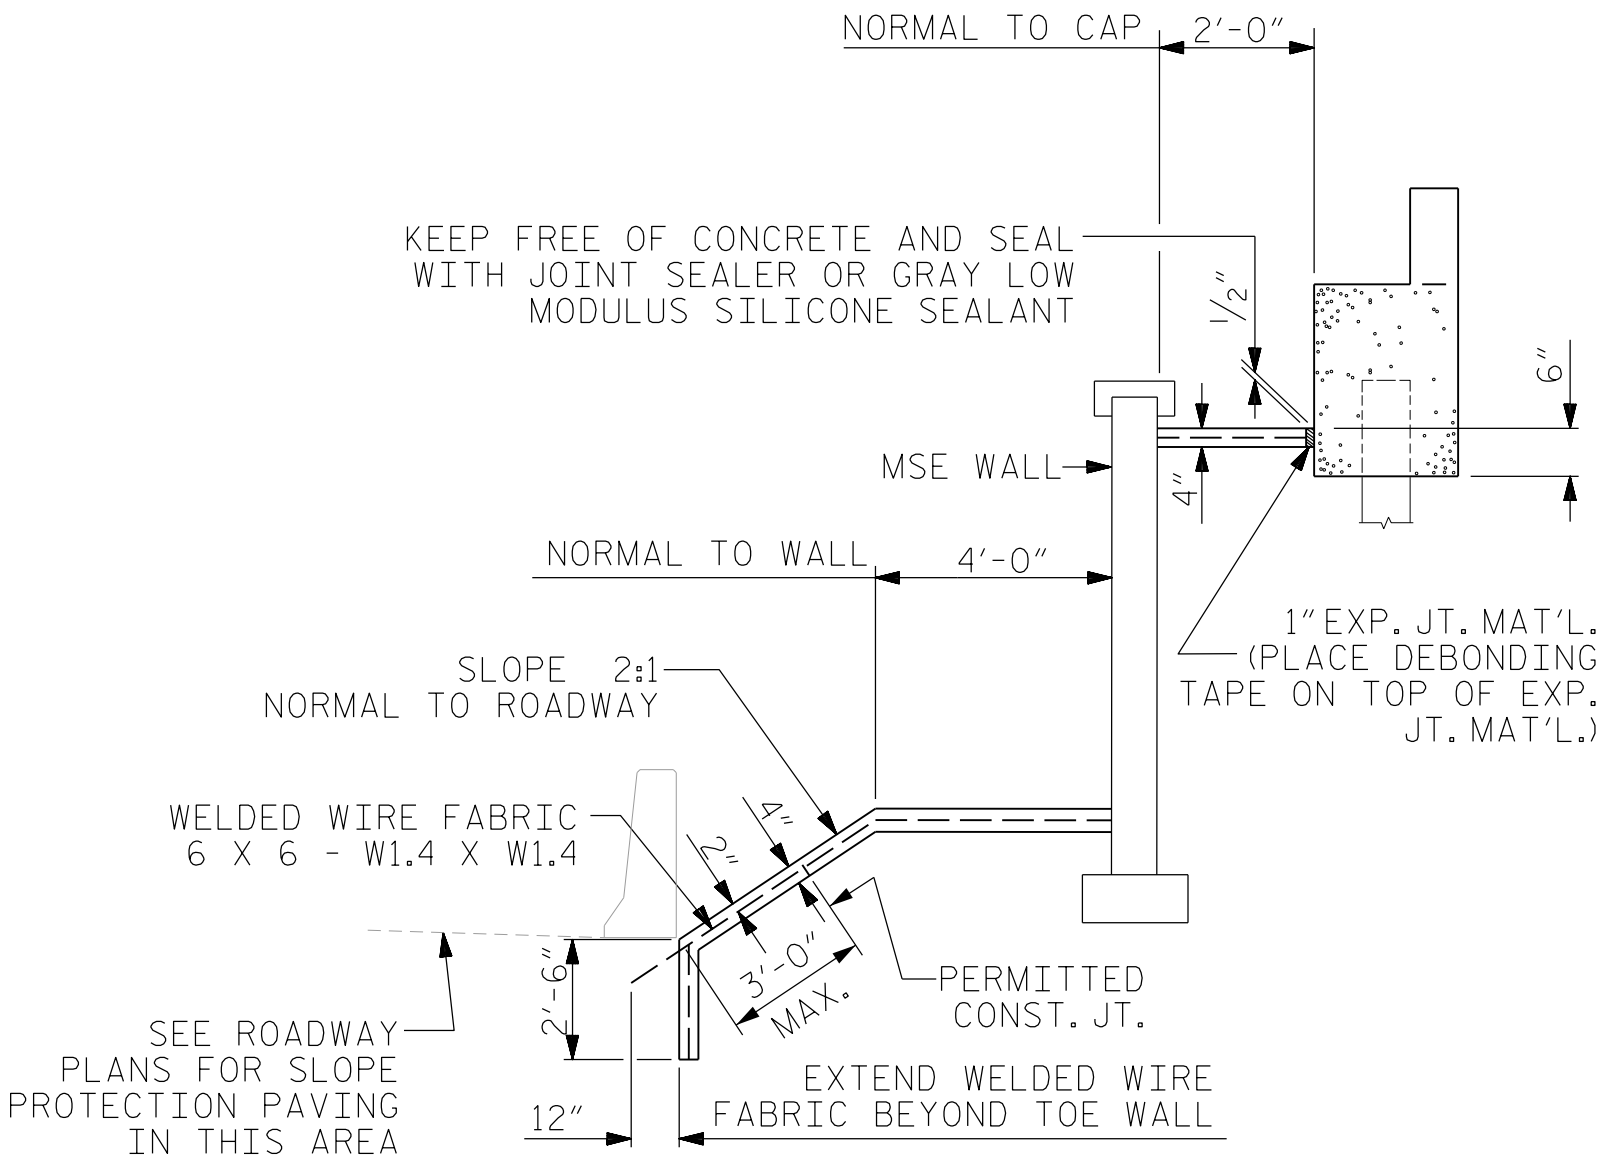 NORMAL TO CAP
2'-0"
KEEP FREE OF CONCRETE AND SEAL
WITH JOINT SEALER OR GRAY LOW
MODULUS SILICONE SEALANT
1/2"
6"
MSE WALL
4"
NORMAL TO WALL
4'-0"
1" EXP. JT. MAT'L.
(PLACE DEBONDING
TAPE ON TOP OF EXP.
JT. MAT'L.)
SLOPE 2:1
NORMAL TO ROADWAY
WELDED WIRE FABRIC
6 X 6 - W1.4 X W1.4
4"
2"
3'-0"
MAX.
2'-6"
PERMITTED
CONST. JT.
SEE ROADWAY
PLANS FOR SLOPE
PROTECTION PAVING
IN THIS AREA
12"
EXTEND WELDED WIRE
FABRIC BEYOND TOE WALL